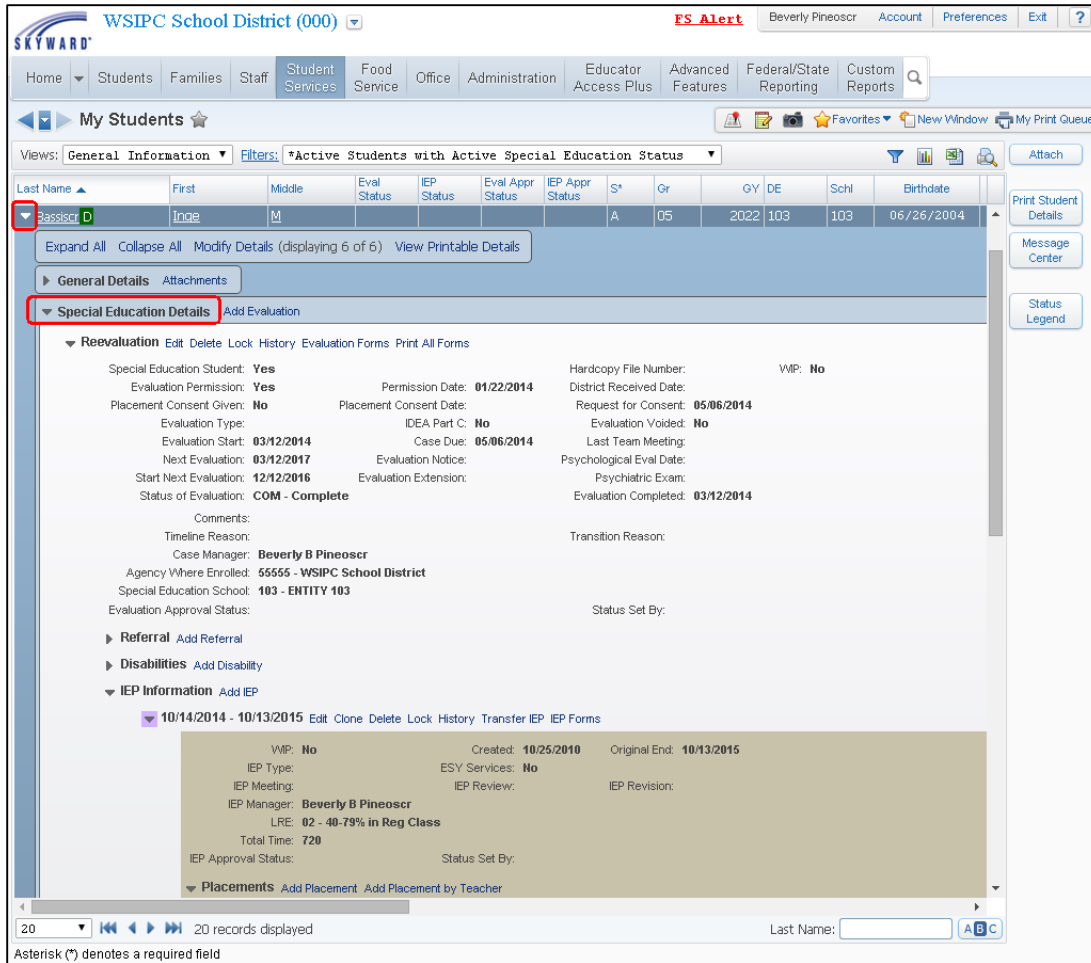 WSIPC School District (000)
FS Alert Beverly Pineoscr Account Preferences Exit ?
SKYWARD
Home Students Families Staff Student Services Food Service Office Administration Educator Access Plus Advanced Features Federal/State Reporting Custom Reports
My Students Favorites New Window My Print Queue
Views: General Information Filters: *Active Students with Active Special Education Status Attach
Last Name First Middle Eval Status IEP Status Eval Appr Status IEP Appr Status S* Gr GY DE Schl Birthdate
Bassiscr D Inge M A 05 2022 103 103 06/26/2004
Print Student Details
Expand All Collapse All Modify Details (displaying 6 of 6) View Printable Details
Message Center
General Details Attachments
Status Legend
Special Education Details Add Evaluation
Reevaluation Edit Delete Lock History Evaluation Forms Print All Forms
Special Education Student: Yes Hardcopy File Number: WIP: No
Evaluation Permission: Yes Permission Date: 01/22/2014 District Received Date:
Placement Consent Given: No Placement Consent Date: Request for Consent: 05/06/2014
Evaluation Type: IDEA Part C: No Evaluation Voided: No
Evaluation Start: 03/12/2014 Case Due: 05/06/2014 Last Team Meeting:
Next Evaluation: 03/12/2017 Evaluation Notice: Psychological Eval Date:
Start Next Evaluation: 12/12/2016 Evaluation Extension: Psychiatric Exam:
Status of Evaluation: COM - Complete Evaluation Completed: 03/12/2014
Comments:
Timeline Reason: Transition Reason:
Case Manager: Beverly B Pineoscr
Agency Where Enrolled: 55555 - WSIPC School District
Special Education School: 103 - ENTITY 103
Evaluation Approval Status: Status Set By:
Referral Add Referral
Disabilities Add Disability
IEP Information Add IEP
10/14/2014 - 10/13/2015 Edit Clone Delete Lock History Transfer IEP IEP Forms
WIP: No Created: 10/25/2010 Original End: 10/13/2015
IEP Type: ESY Services: No
IEP Meeting: IEP Review: IEP Revision:
IEP Manager: Beverly B Pineoscr
LRE: 02 - 40-79% in Reg Class
Total Time: 720
IEP Approval Status: Status Set By:
Placements Add Placement Add Placement by Teacher
20 20 records displayed Last Name: A B C
Asterisk (*) denotes a required field